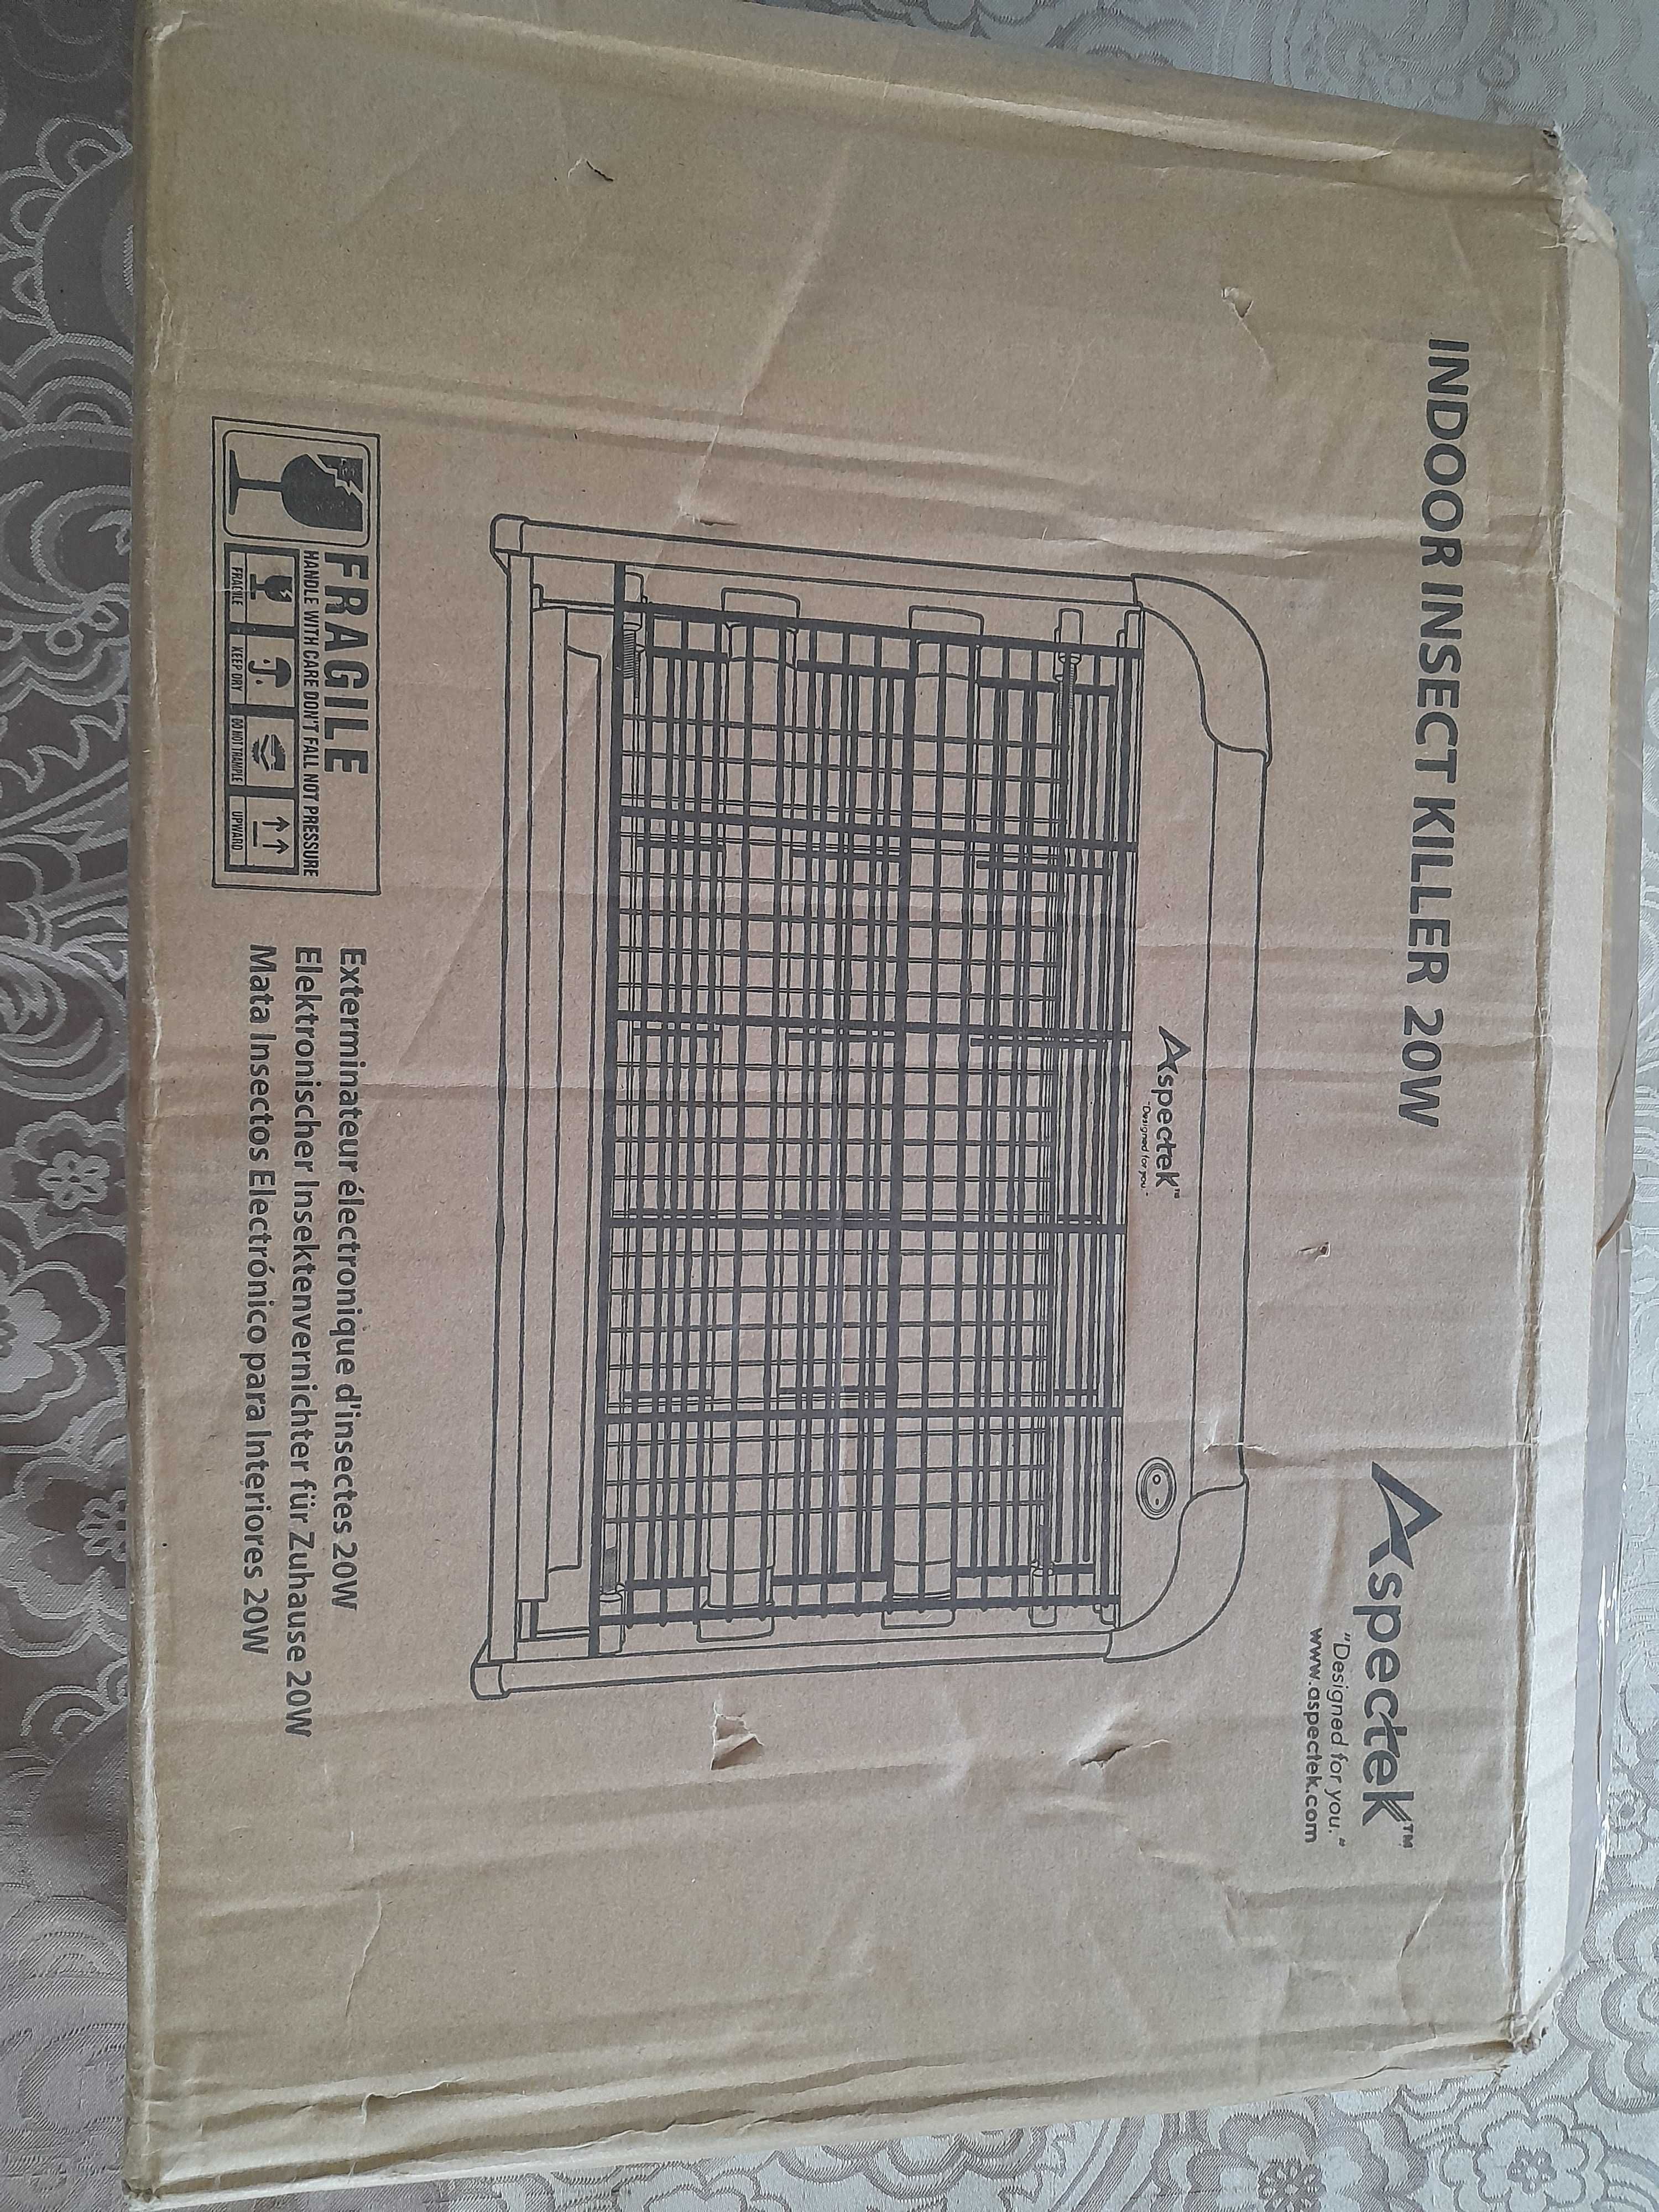 INDOOR INSECT KILLER 20W
Aspectek™
"Designed for you."
www.aspectek.com
Aspectek™
"Designed for you"
FRAGILE
HANDLE WITH CARE DON'T FALL NOT PRESSURE
FRAGILE
KEEP DRY
DO NOT TRAMPLE
UPWARD
Exterminateur électronique d'insectes 20W
Elektronischer Insektenvernichter für Zuhause 20W
Mata Insectos Electrónico para Interiores 20W